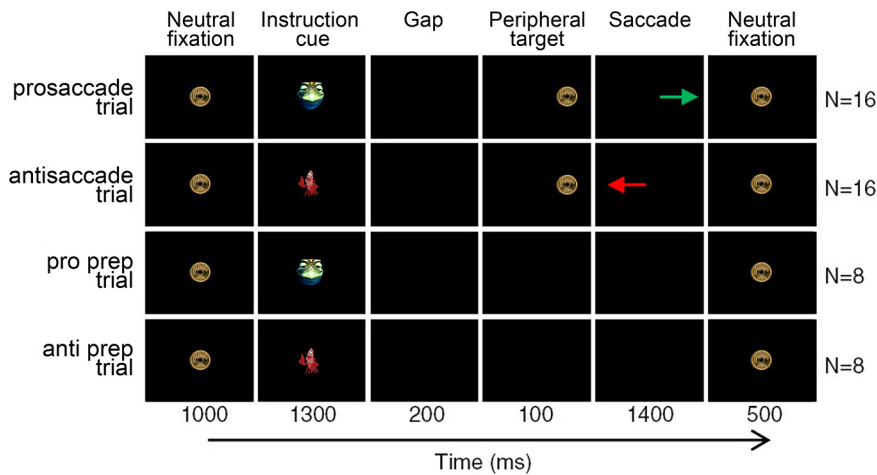 Neutral fixation
Instruction cue
Gap
Peripheral target
Saccade
Neutral fixation
prosaccade trial
N=16
antisaccade trial
N=16
pro prep trial
N=8
anti prep trial
N=8
1000 1300 200 100 1400 500
Time (ms)